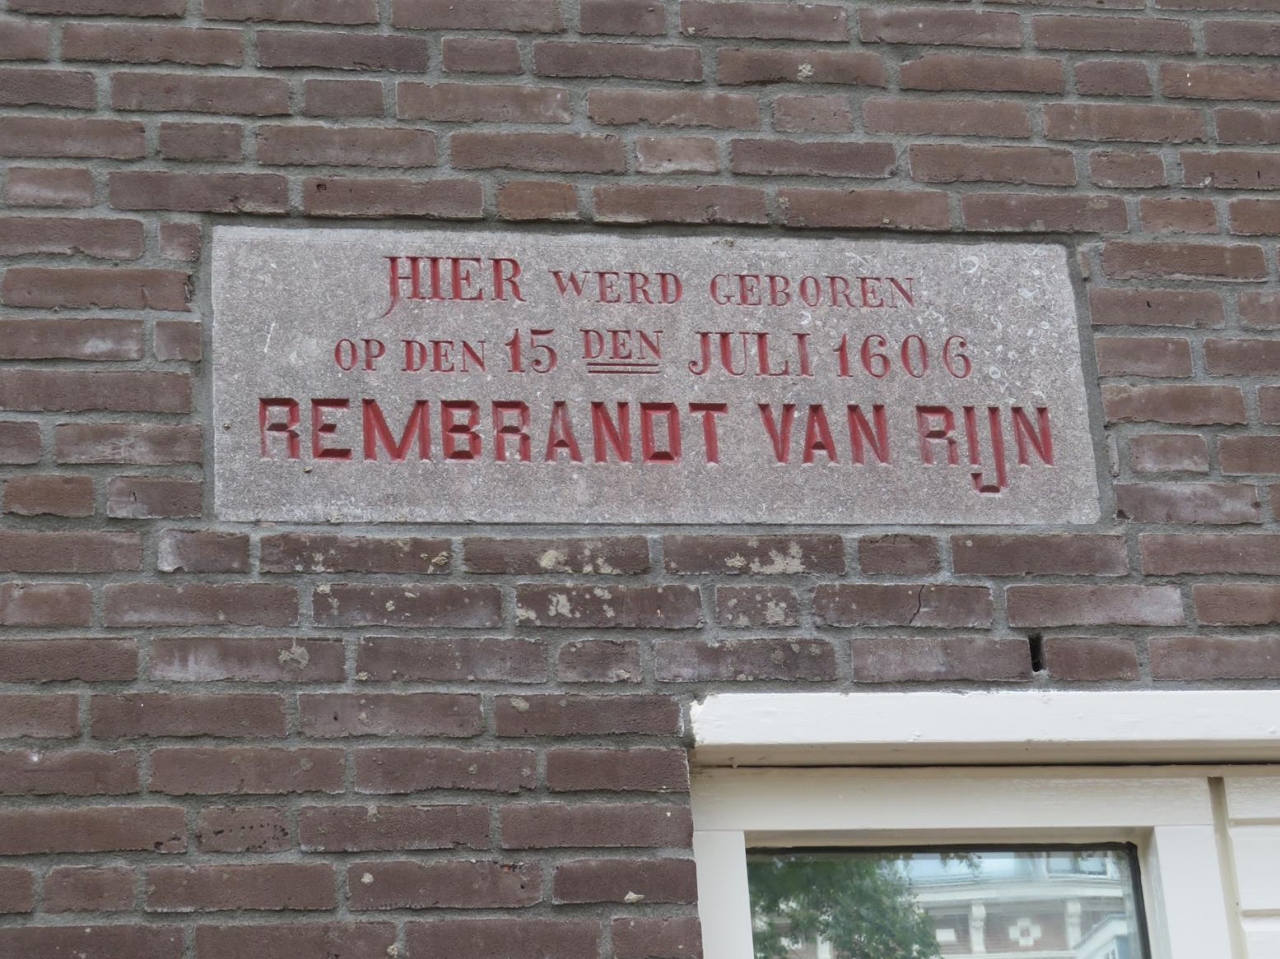 HIER WERD GEBOREN
OP DEN 15 DEN JULI 1606
REMBRANDT VAN RIJN